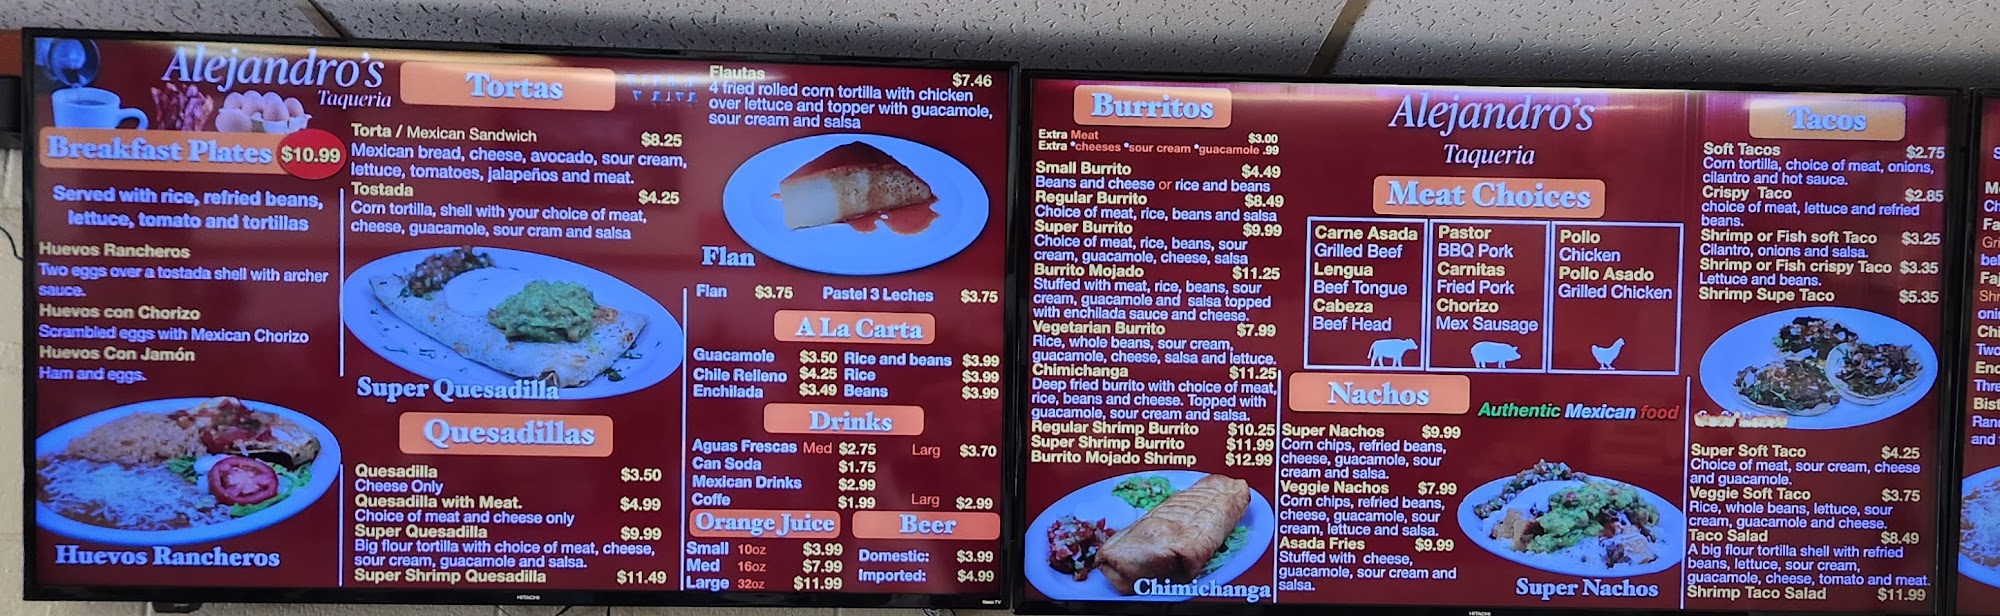 Alejandro's
Taqueria
Breakfast Plates $10.99
Served with rice, refried beans,
lettuce, tomato and tortillas
Huevos Rancheros
Two eggs over a tostada shell with archer
sauce.
Huevos con Chorizo
Scrambled eggs with Mexican Chorizo
Huevos Con Jamón
Ham and eggs.
Huevos Rancheros
Tortas
Torta / Mexican Sandwich $8.25
Mexican bread, cheese, avocado, sour cream,
lettuce, tomatoes, jalapeños and meat.
Tostada $4.25
Corn tortilla, shell with your choice of meat,
cheese, guacamole, sour cram and salsa
Super Quesadilla
Quesadillas
Quesadilla $3.50
Cheese Only
Quesadilla with Meat. $4.99
Choice of meat and cheese only
Super Quesadilla $9.99
Big flour tortilla with choice of meat, cheese,
sour cream, guacamole and salsa.
Super Shrimp Quesadilla $11.49
Flautas $7.46
4 fried rolled corn tortilla with chicken
over lettuce and topper with guacamole,
sour cream and salsa
Flan
Flan $3.75 Pastel 3 Leches $3.75
A La Carta
Guacamole $3.50 Rice and beans $3.99
Chile Relleno $4.25 Rice $3.99
Enchilada $3.49 Beans $3.99
Drinks
Aguas Frescas Med $2.75 Larg $3.70
Can Soda $1.75
Mexican Drinks $2.99
Coffe $1.99 Larg $2.99
Orange Juice
Small 10oz $3.99
Med 16oz $7.99
Large 32oz $11.99
Beer
Domestic: $3.99
Imported: $4.99
HITACHI
Roku TV
Burritos
Extra Meat $3.00
Extra *cheeses *sour cream *guacamole .99
Small Burrito $4.49
Beans and cheese or rice and beans
Regular Burrito $8.49
Choice of meat, rice, beans and salsa
Super Burrito $9.99
Choice of meat, rice, beans, sour
cream, guacamole, cheese, salsa
Burrito Mojado $11.25
Stuffed with meat, rice, beans, sour
cream, guacamole and salsa topped
with enchilada sauce and cheese.
Vegetarian Burrito $7.99
Rice, whole beans, sour cream,
guacamole, cheese, salsa and lettuce.
Chimichanga $11.25
Deep fried burrito with choice of meat,
rice, beans and cheese. Topped with
guacamole, sour cream and salsa.
Regular Shrimp Burrito $10.25
Super Shrimp Burrito $11.99
Burrito Mojado Shrimp $12.99
Chimichanga
Alejandro's
Taqueria
Meat Choices
Carne Asada
Grilled Beef
Lengua
Beef Tongue
Cabeza
Beef Head
Pastor
BBQ Pork
Carnitas
Fried Pork
Chorizo
Mex Sausage
Pollo
Chicken
Pollo Asado
Grilled Chicken
Nachos
Authentic Mexican food
Super Nachos $9.99
Corn chips, refried beans,
cheese, guacamole, sour
cream and salsa.
Veggie Nachos $7.99
Corn chips, refried beans,
cheese, guacamole, sour
cream, lettuce and salsa.
Asada Fries $9.99
Stuffed with cheese,
guacamole, sour cream and
salsa.
Super Nachos
Tacos
Soft Tacos $2.75
Corn tortilla, choice of meat, onions,
cilantro and hot sauce.
Crispy Taco $2.85
choice of meat, lettuce and refried
beans.
Shrimp or Fish soft Taco $3.25
Cilantro, onions and salsa.
Shrimp or Fish crispy Taco $3.35
Lettuce and beans.
Shrimp Supe Taco $5.35
Super Soft Taco $4.25
Choice of meat, sour cream, cheese
and guacamole.
Veggie Soft Taco $3.75
Rice, whole beans, lettuce, sour
cream, guacamole and cheese.
Taco Salad $8.49
A big flour tortilla shell with refried
beans, lettuce, sour cream,
guacamole, cheese, tomato and meat.
Shrimp Taco Salad $11.99
HITACHI